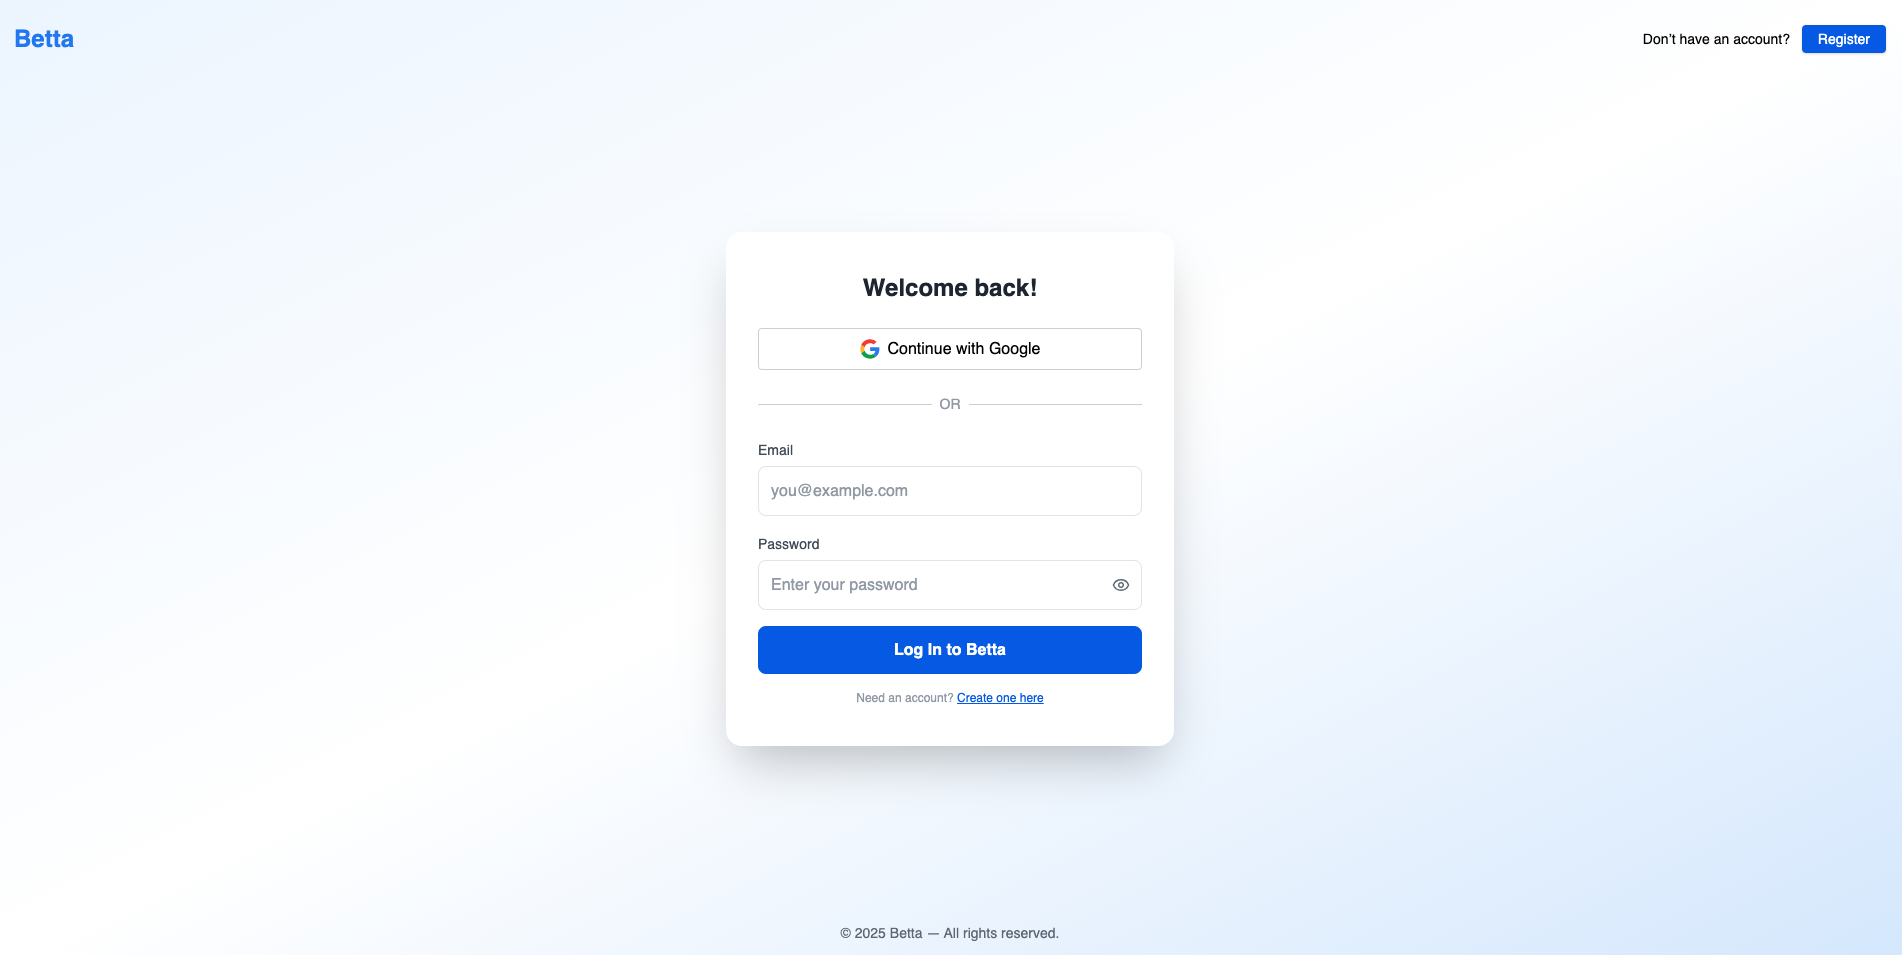 Betta
Don't have an account? Register
Welcome back!
Continue with Google
OR
Email
you@example.com
Password
Enter your password
Log In to Betta
Need an account? Create one here
© 2025 Betta — All rights reserved.